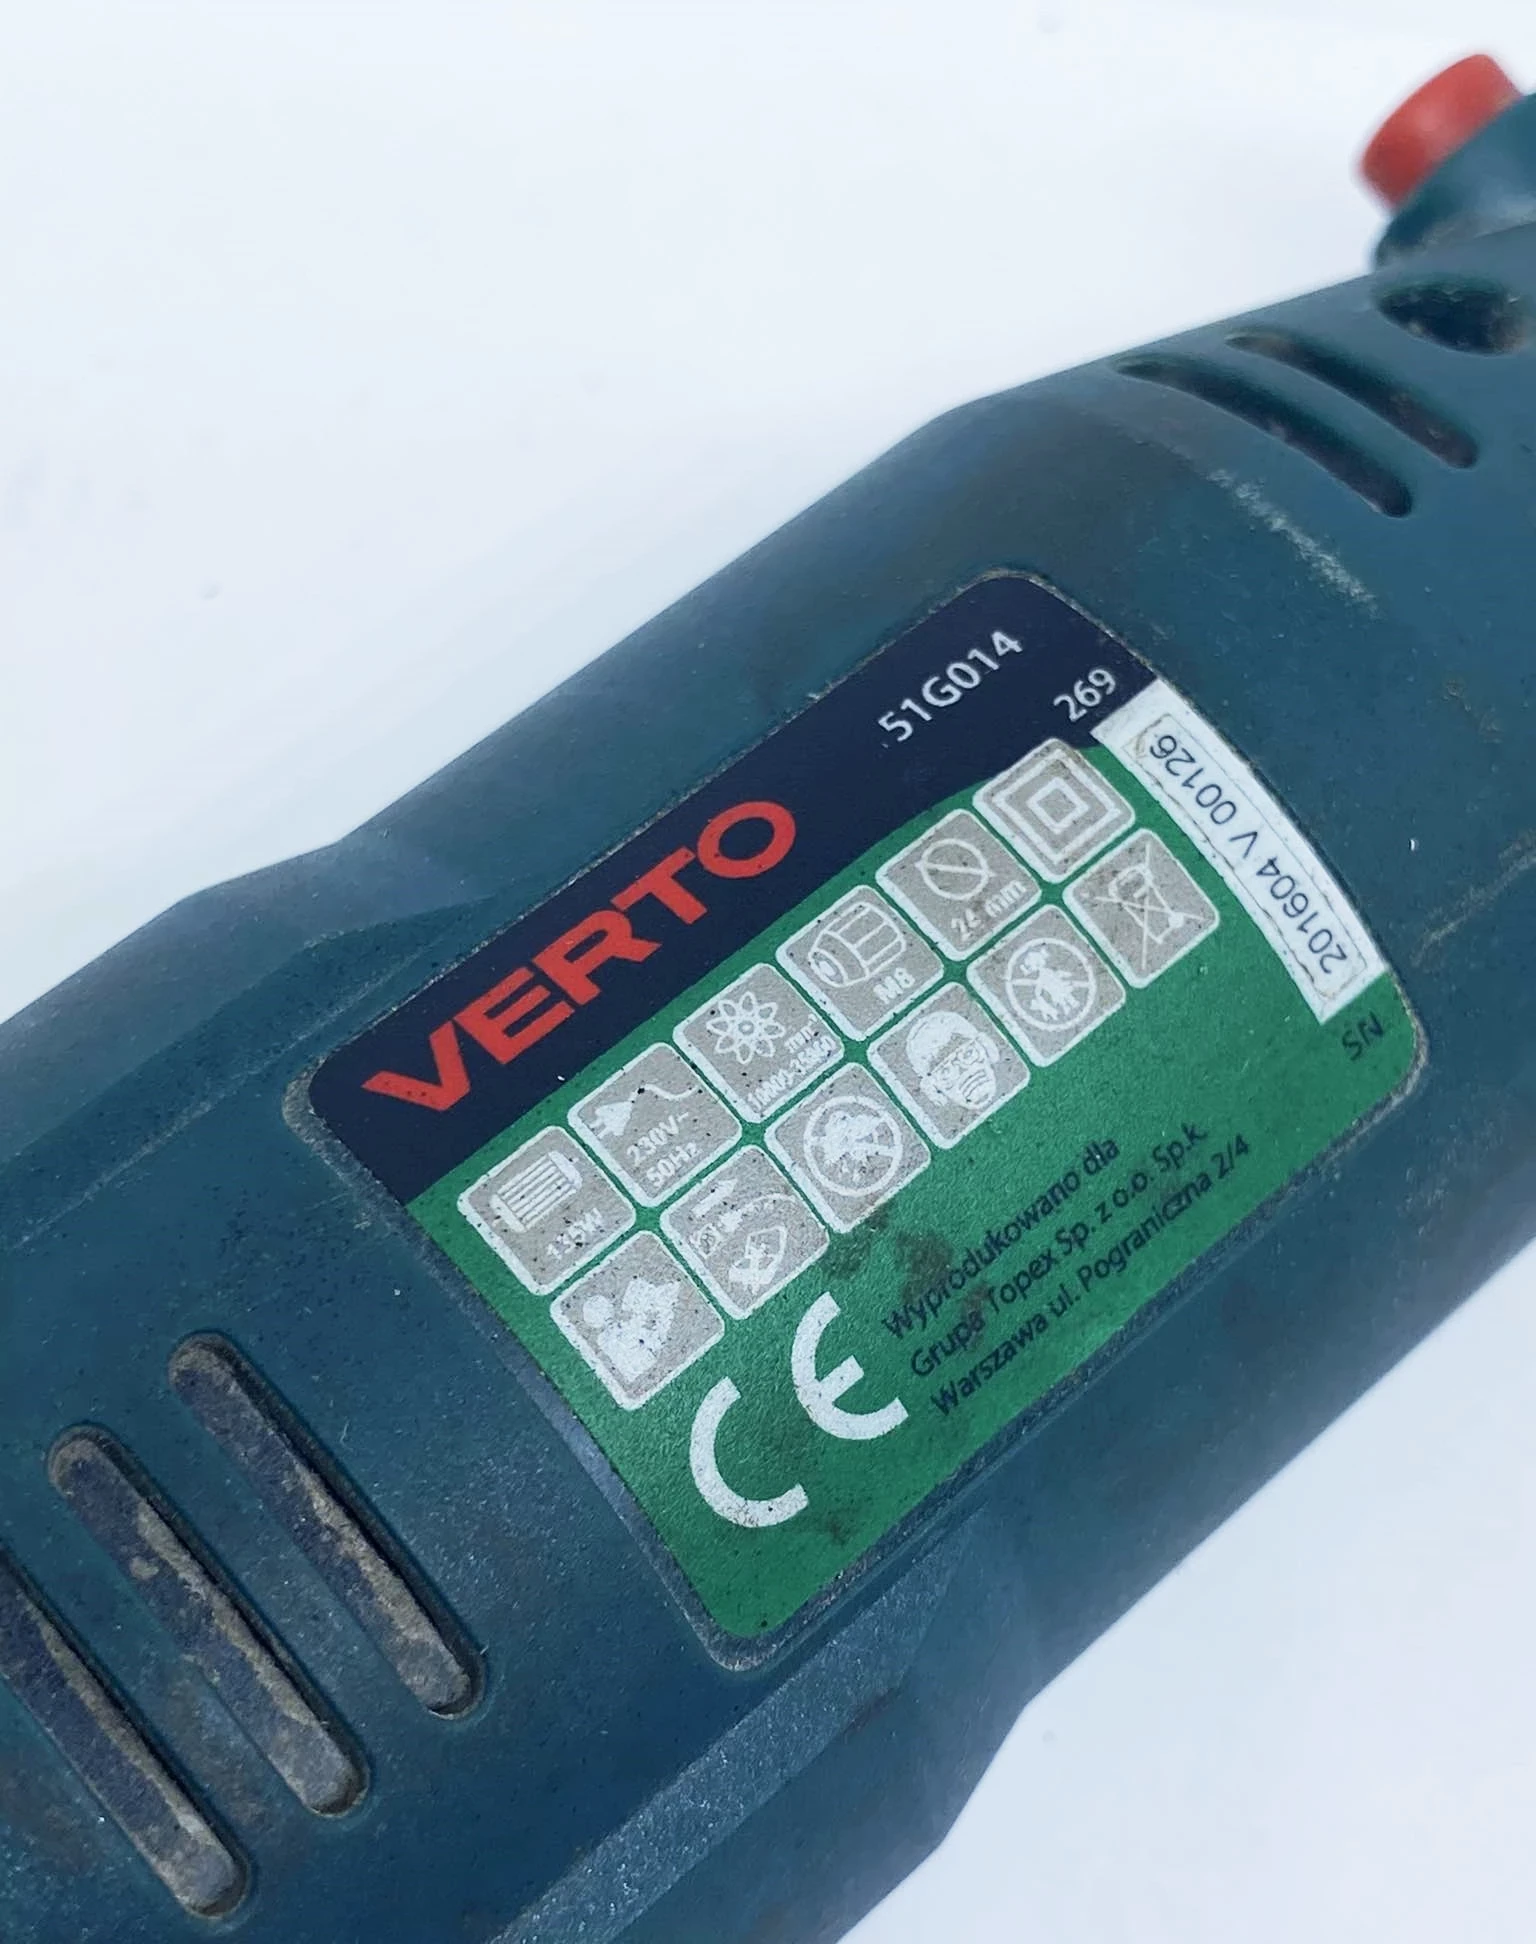 VERTO
51G014
269
230V~
50Hz
M8
mm
201604 V 00126
SN
CE
Wyprodukowano dla
Grupa Topex Sp. z o.o. Sp.k.
Warszawa ul. Pograniczna 2/4